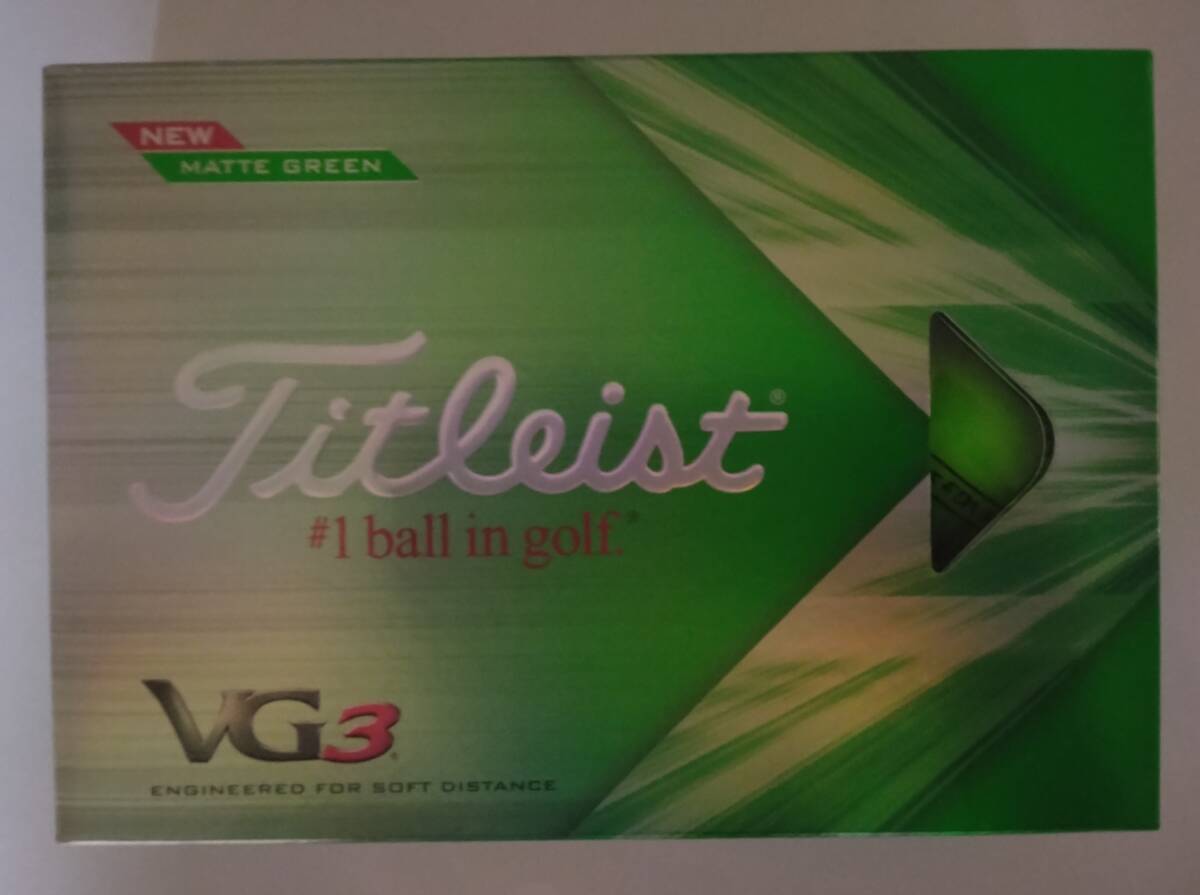 NEW
MATTE GREEN
Titleist®
#1 ball in golf.®
VG3
ENGINEERED FOR SOFT DISTANCE